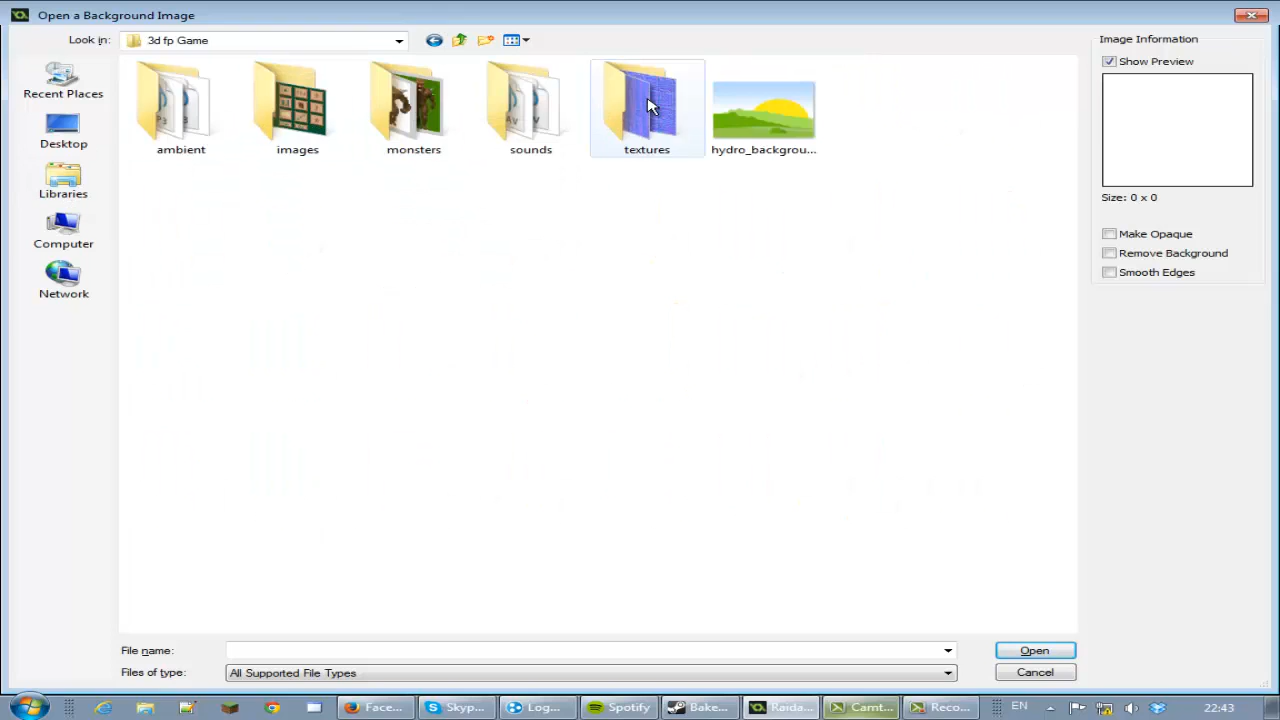 Open a Background Image
Look in: 3d fp Game
Image Information
Show Preview
Recent Places
Desktop
Libraries
Computer
Network
ambient
images
monsters
sounds
textures
hydro_backgrou...
Size: 0 x 0
Make Opaque
Remove Background
Smooth Edges
File name:
Open
Files of type: All Supported File Types
Cancel
Face... Skyp... Log... Spotify Bake... Raida... Camt... Reco... EN 22:43